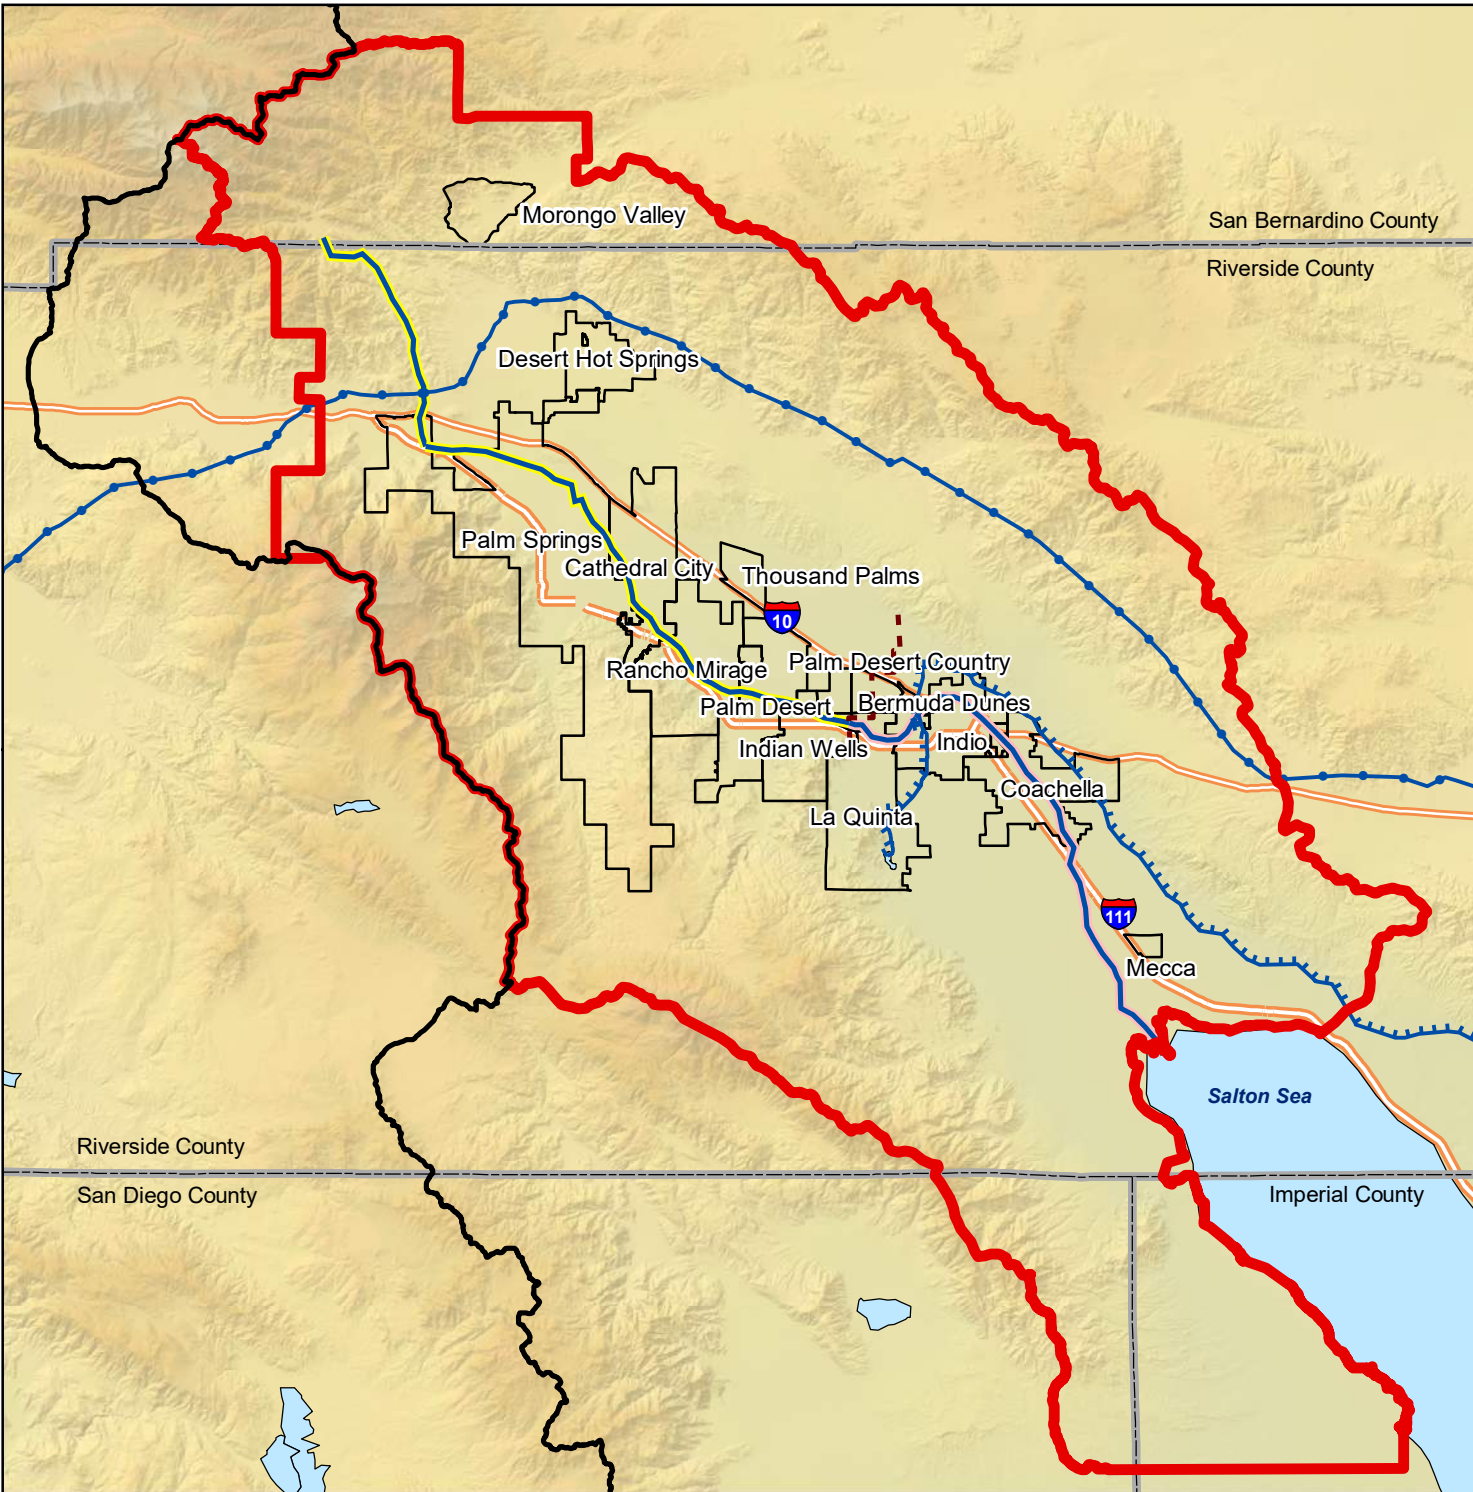 Morongo Valley
San Bernardino County
Riverside County
Desert Hot Springs
Palm Springs
Cathedral City
Thousand Palms
10
Rancho Mirage
Palm Desert Country
Palm Desert
Bermuda Dunes
Indian Wells
Indio
Coachella
La Quinta
111
Mecca
Salton Sea
Riverside County
San Diego County
Imperial County